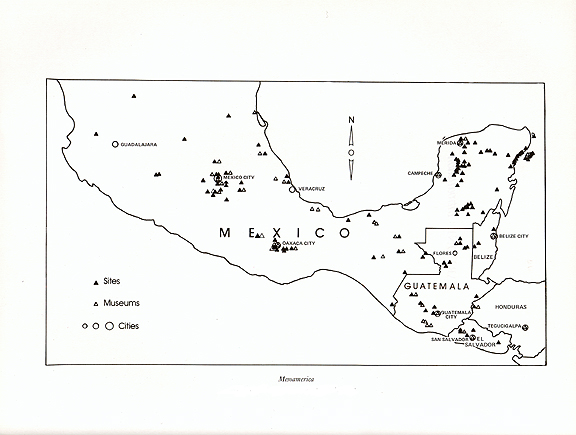 N
GUADALAJARA
MERIDA
MEXICO CITY
CAMPECHE
VERACRUZ
MEXICO
OAXACA CITY
BELIZE CITY
FLORES
BELIZE
Sites
GUATEMALA
Museums
HONDURAS
GUATEMALA
CITY
Cities
TEGUCIGALPA
SAN SALVADOR
EL
SALVADOR
Mesoamerica